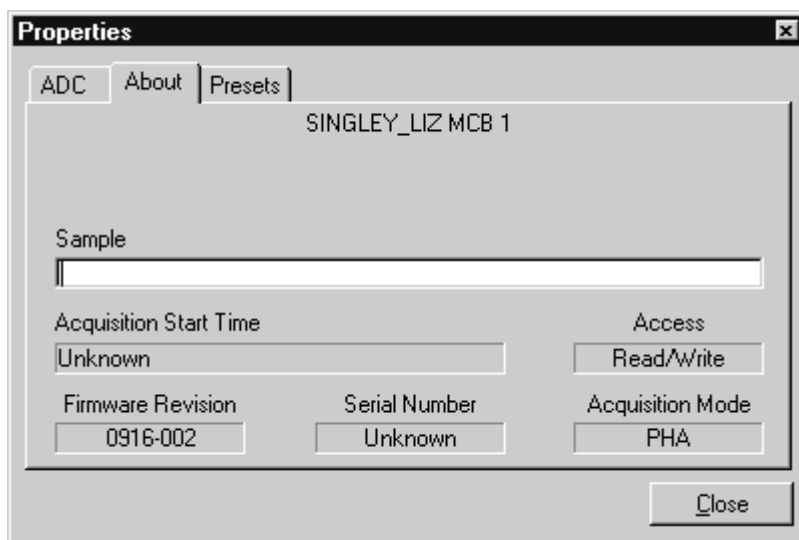 Properties
ADC About Presets
SINGLEY_LIZ MCB 1
Sample
Acquisition Start Time Access
Unknown Read/Write
Firmware Revision Serial Number Acquisition Mode
0916-002 Unknown PHA
Close